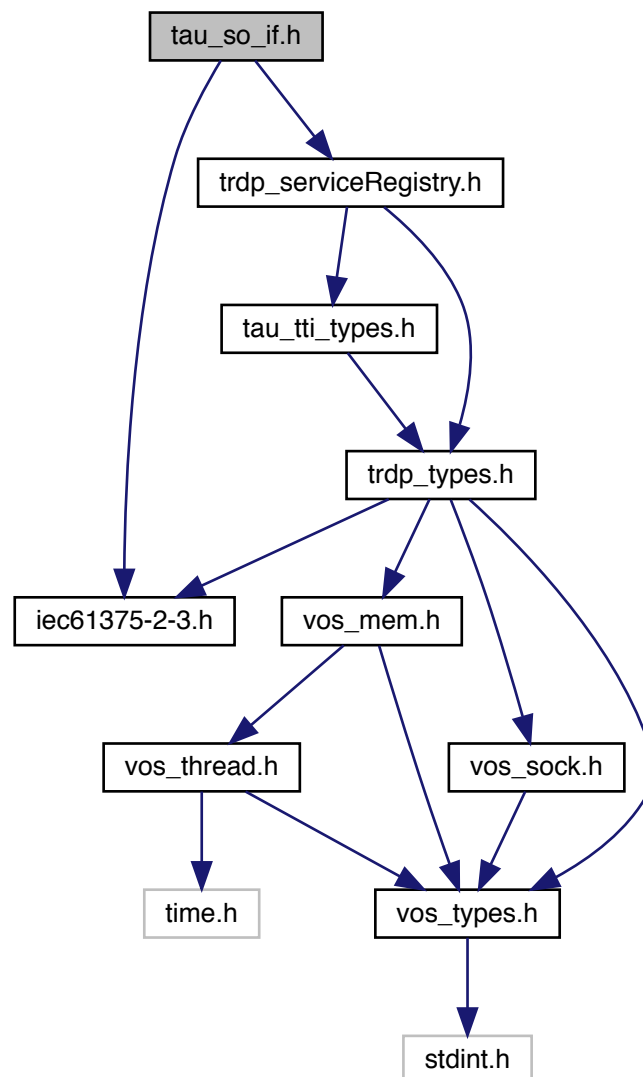 tau_so_if.h
trdp_serviceRegistry.h
tau_tti_types.h
trdp_types.h
iec61375-2-3.h
vos_mem.h
vos_thread.h
vos_sock.h
time.h
vos_types.h
stdint.h